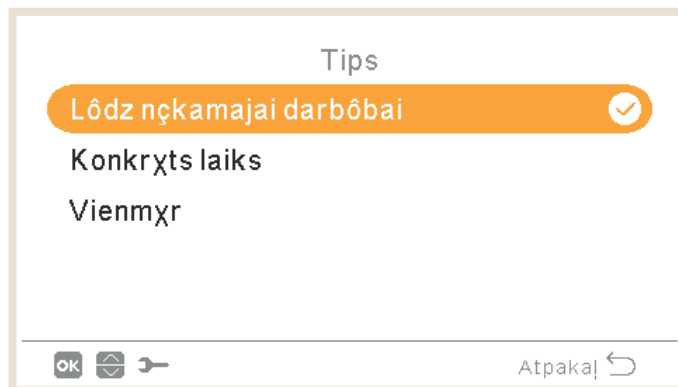 Tips
Lôdz nçkamajai darbôbai
Konkrχts laiks
Vienmχr
OK
Atpakaļ